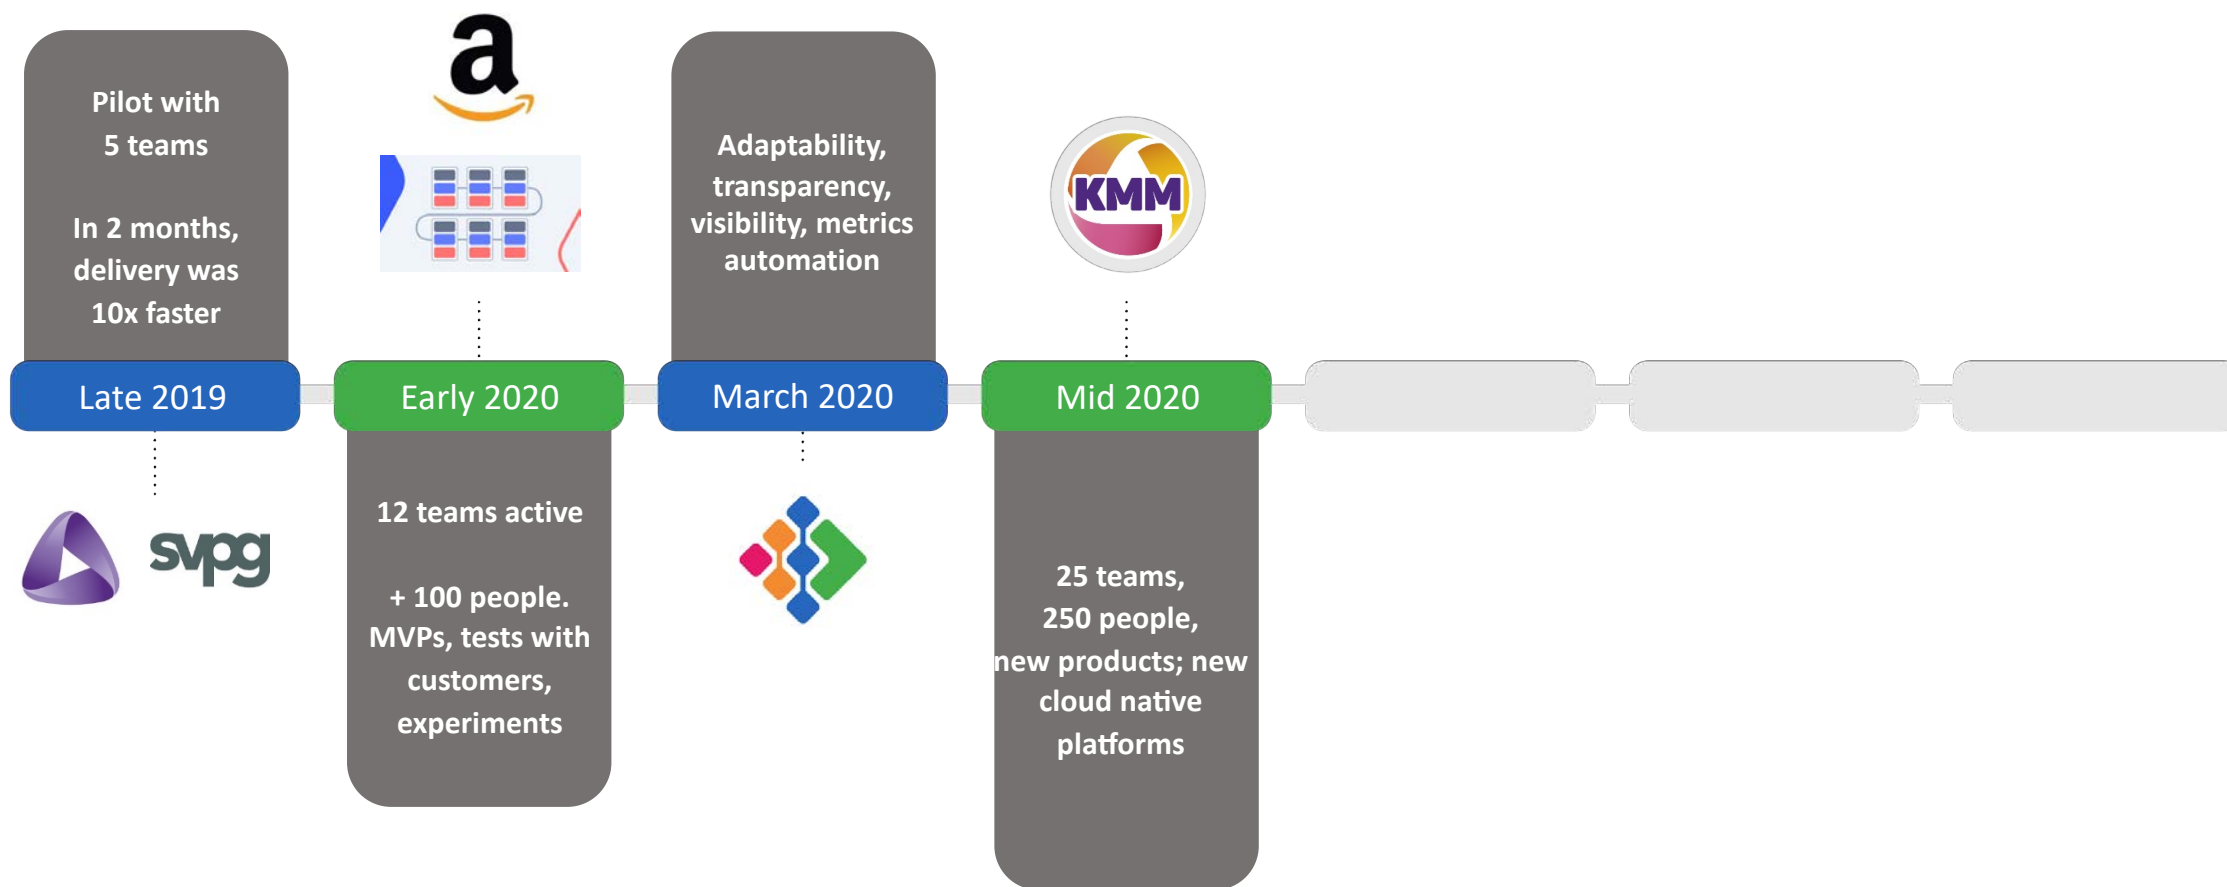 Pilot with
5 teams
In 2 months,
delivery was
10x faster
Late 2019
svpg
a
Early 2020
12 teams active
+ 100 people.
MVPs, tests with
customers,
experiments
Adaptability,
transparency,
visibility, metrics
automation
March 2020
KMM
Mid 2020
25 teams,
250 people,
new products; new
cloud native
platforms